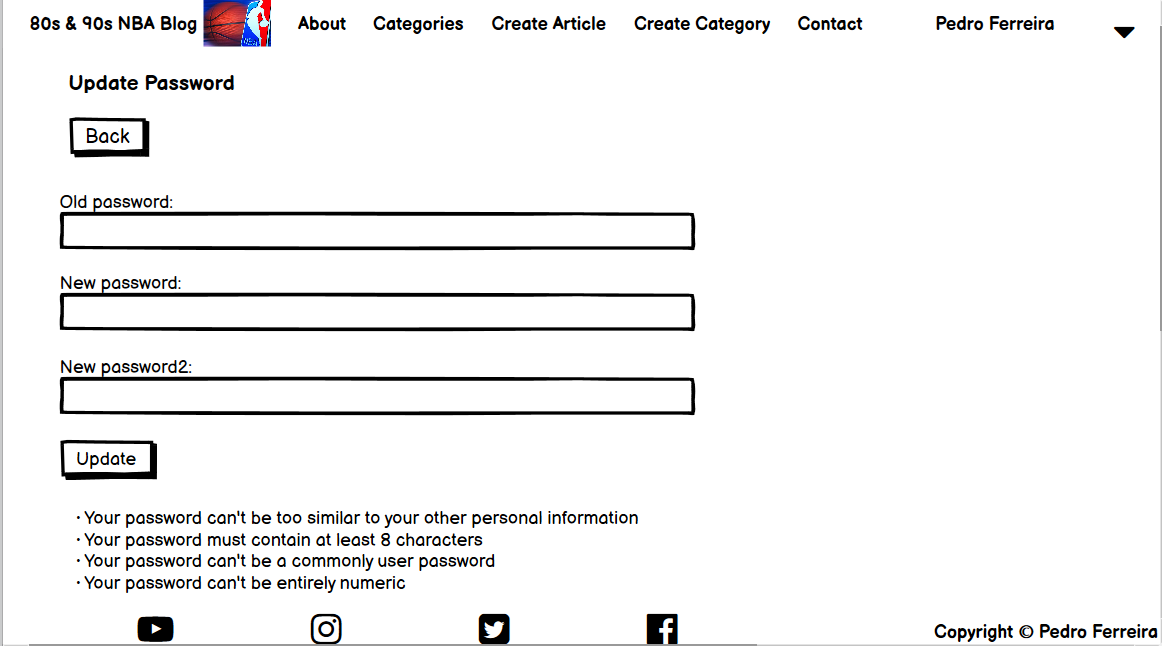 80s & 90s NBA Blog About Categories Create Article Create Category Contact Pedro Ferreira
Update Password
Back
Old password:
New password:
New password2:
Update
· Your password can't be too similar to your other personal information
· Your password must contain at least 8 characters
· Your password can't be a commonly user password
· Your password can't be entirely numeric
Copyright © Pedro Ferreira